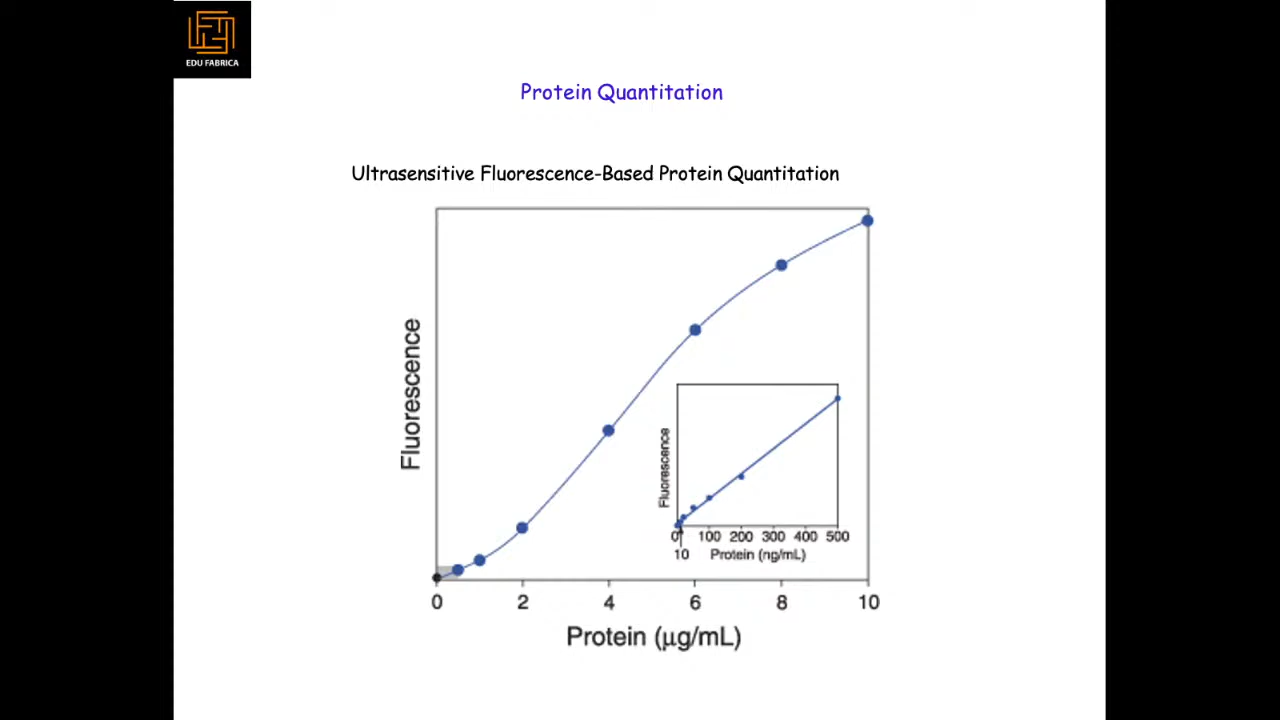 EDU FABRICA
Protein Quantitation
Ultrasensitive Fluorescence-Based Protein Quantitation
Fluorescence
Fluorescence
0 100 200 300 400 500
10 Protein (ng/mL)
0 2 4 6 8 10
Protein (μg/mL)